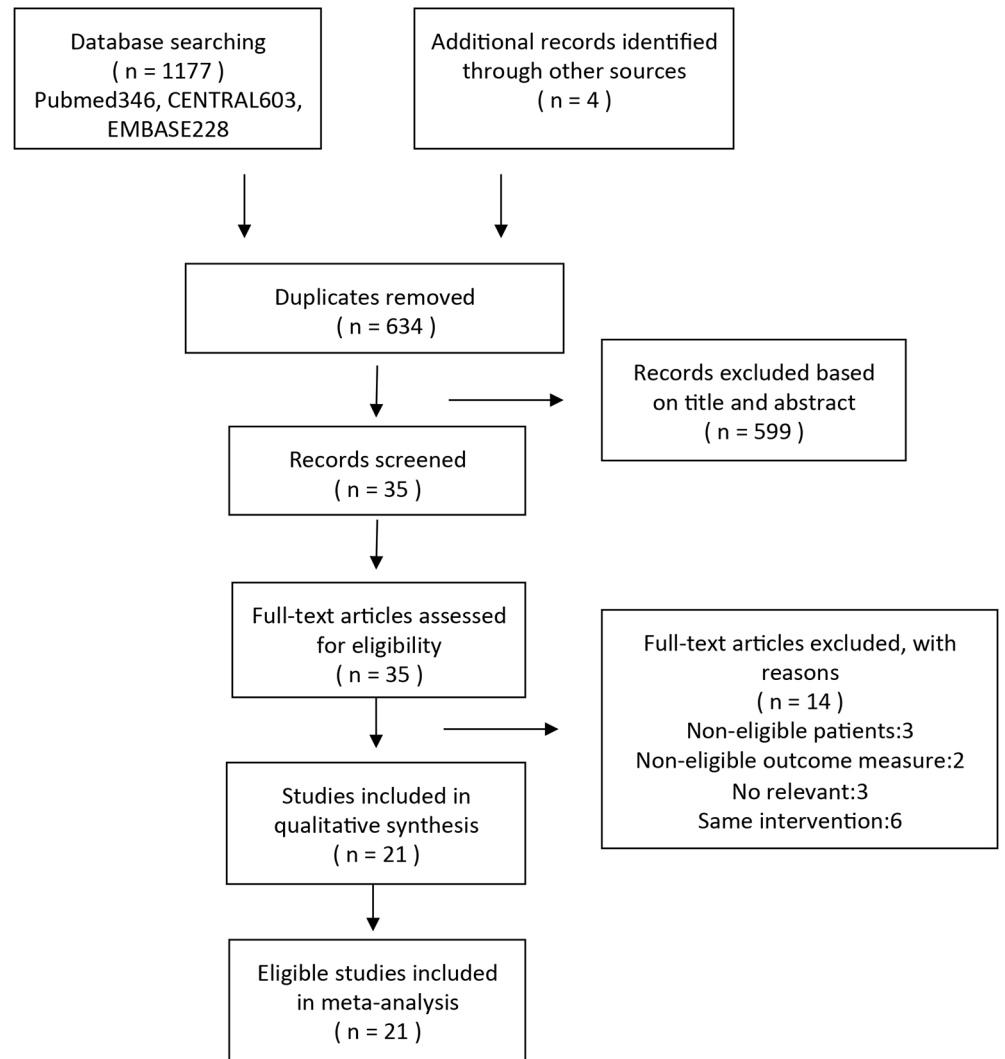 Database searching
( n = 1177 )
Pubmed346, CENTRAL603,
EMBASE228
Additional records identified
through other sources
( n = 4 )
Duplicates removed
( n = 634 )
Records excluded based
on title and abstract
( n = 599 )
Records screened
( n = 35 )
Full-text articles assessed
for eligibility
( n = 35 )
Full-text articles excluded, with
reasons
( n = 14 )
Non-eligible patients:3
Non-eligible outcome measure:2
No relevant:3
Same intervention:6
Studies included in
qualitative synthesis
( n = 21 )
Eligible studies included
in meta-analysis
( n = 21 )